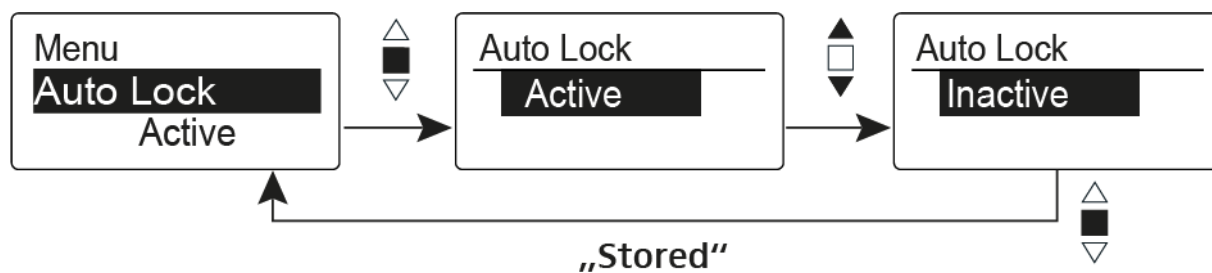 Menu
Auto Lock
Active
Auto Lock
Active
Auto Lock
Inactive
„Stored“